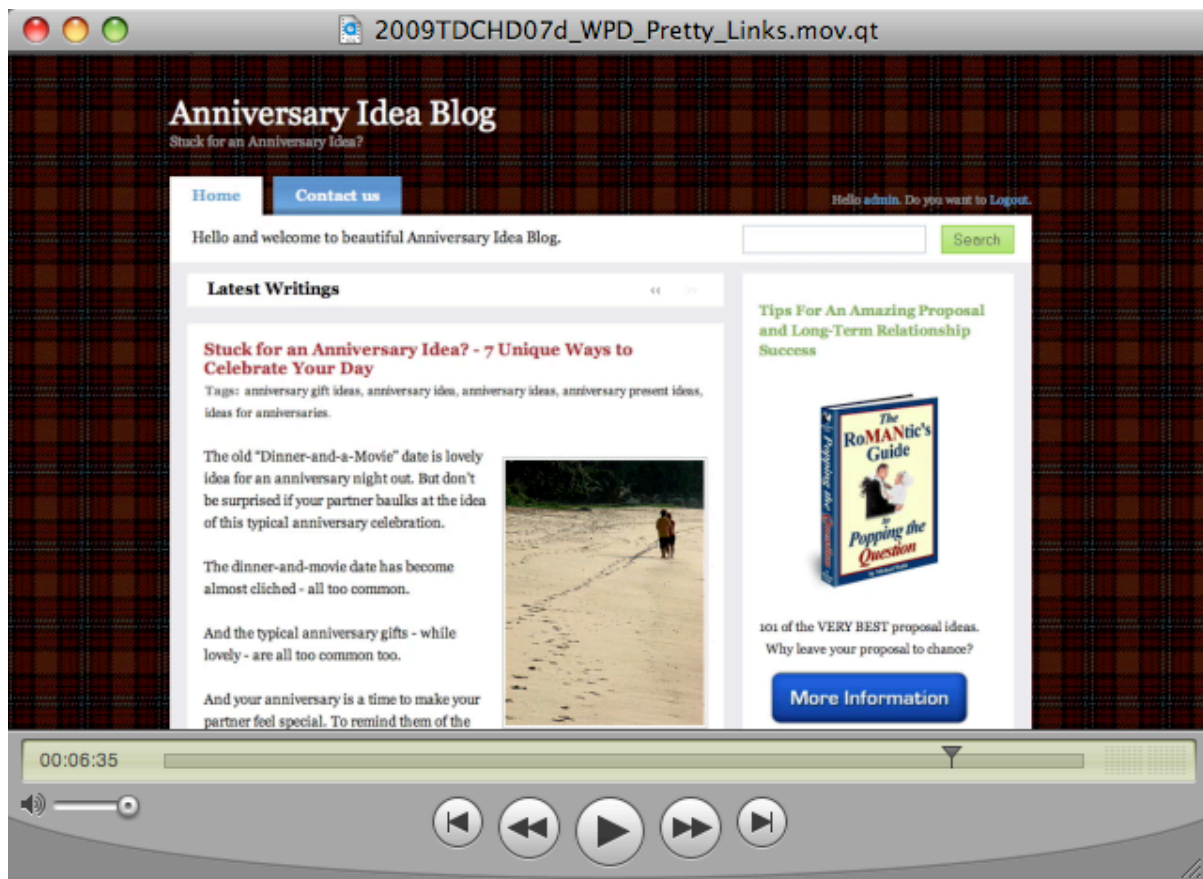 2009TDCHD07d_WPD_Pretty_Links.mov.qt
Anniversary Idea Blog
Stuck for an Anniversary Idea?
Home
Contact us
Hello admin. Do you want to Logout.
Hello and welcome to beautiful Anniversary Idea Blog.
Search
Latest Writings
Stuck for an Anniversary Idea? - 7 Unique Ways to
Celebrate Your Day
Tags: anniversary gift ideas, anniversary idea, anniversary ideas, anniversary present ideas,
ideas for anniversaries.
The old “Dinner-and-a-Movie” date is lovely
idea for an anniversary night out. But don’t
be surprised if your partner baulks at the idea
of this typical anniversary celebration.
The dinner-and-movie date has become
almost cliched - all too common.
And the typical anniversary gifts - while
lovely - are all too common too.
And your anniversary is a time to make your
partner feel special. To remind them of the
Tips For An Amazing Proposal
and Long-Term Relationship
Success
Popping the Question
The
RoMANtic's
Guide
to
Popping the
Question
101 of the VERY BEST proposal ideas.
Why leave your proposal to chance?
More Information
00:06:35